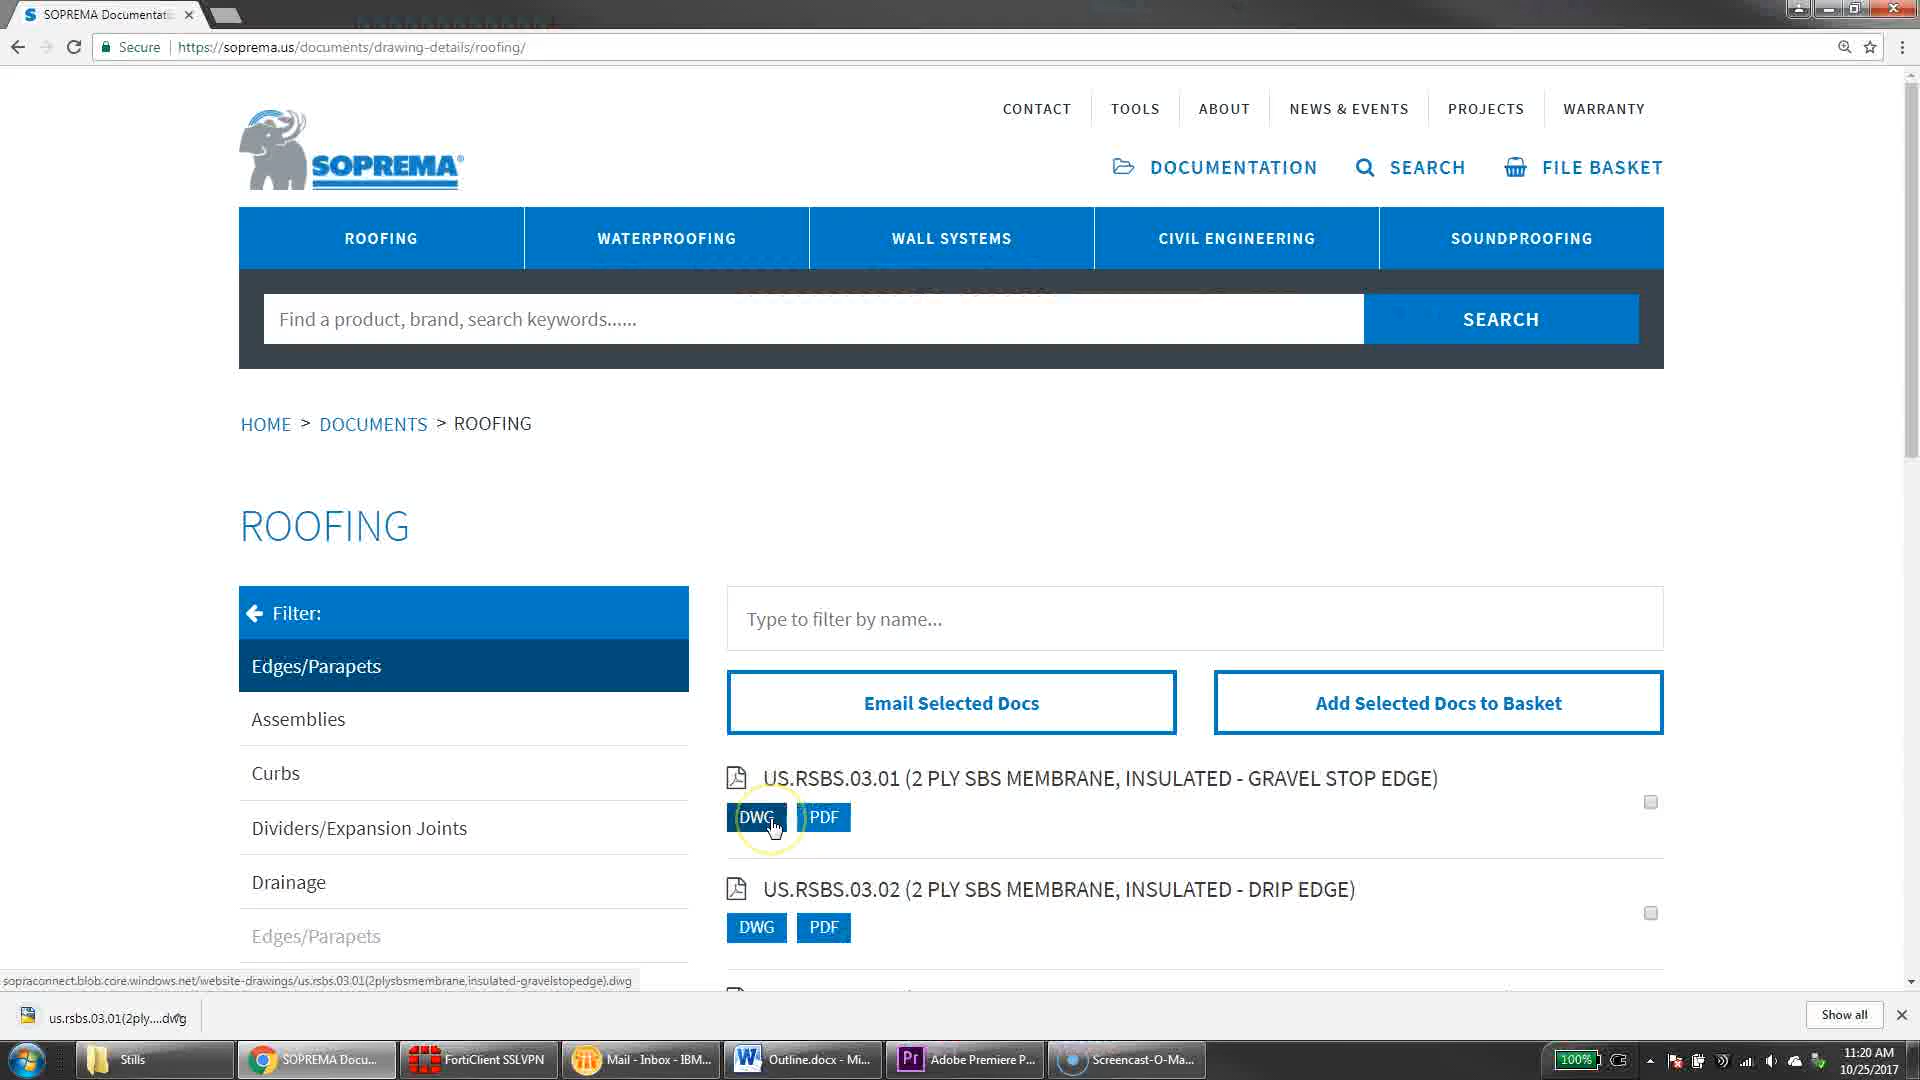 SOPREMA Documentati
Secure https://soprema.us/documents/drawing-details/roofing/
CONTACT TOOLS ABOUT NEWS & EVENTS PROJECTS WARRANTY
SOPREMA®
DOCUMENTATION SEARCH FILE BASKET
ROOFING WATERPROOFING WALL SYSTEMS CIVIL ENGINEERING SOUNDPROOFING
Find a product, brand, search keywords...... SEARCH
HOME > DOCUMENTS > ROOFING
ROOFING
Filter:
Edges/Parapets
Assemblies
Curbs
Dividers/Expansion Joints
Drainage
Edges/Parapets
Type to filter by name...
Email Selected Docs Add Selected Docs to Basket
US.RSBS.03.01 (2 PLY SBS MEMBRANE, INSULATED - GRAVEL STOP EDGE)
DWG PDF
US.RSBS.03.02 (2 PLY SBS MEMBRANE, INSULATED - DRIP EDGE)
DWG PDF
sopraconnect.blob.core.windows.net/website-drawings/us.rsbs.03.01(2plysbsmembrane,insulated-gravelstopedge).dwg
us.rsbs.03.01(2ply....dwg Show all
Stills SOPREMA Docu... FortiClient SSLVPN Mail - Inbox - IBM... W Outline.docx - Mi... Pr Adobe Premiere P... Screencast-O-Ma... 100% 11:20 AM
10/25/2017